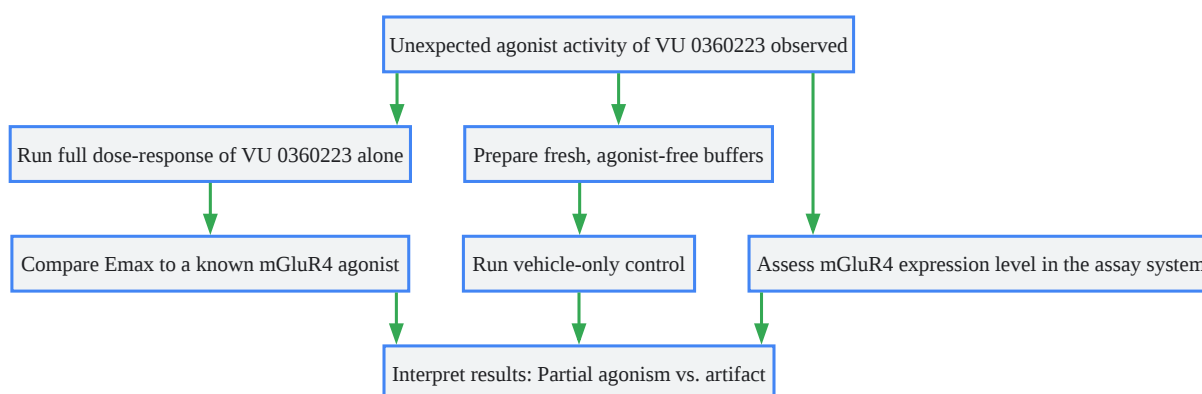 Unexpected agonist activity of VU 0360223 observed
Run full dose-response of VU 0360223 alone
Prepare fresh, agonist-free buffers
Compare Emax to a known mGluR4 agonist
Run vehicle-only control
Assess mGluR4 expression level in the assay system
Interpret results: Partial agonism vs. artifact